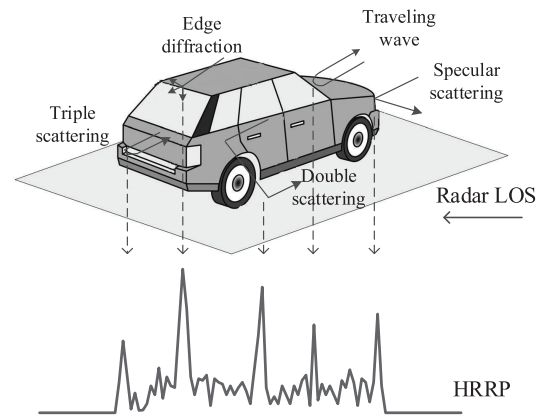 Edge
diffraction
Traveling
wave
Specular
scattering
Triple
scattering
Double
scattering
Radar LOS
HRRP